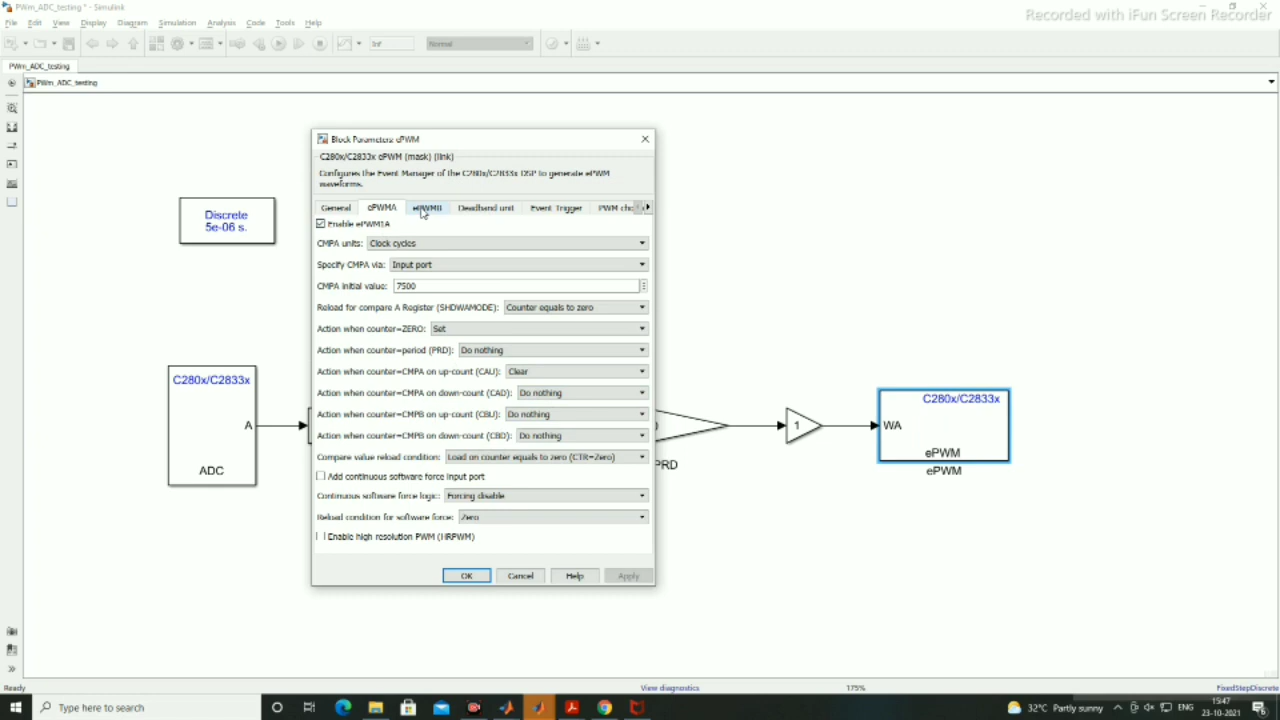 PWm_ADC_testing * - Simulink
Recorded with iFun Screen Recorder
File Edit View Display Diagram Simulation Analysis Code Tools Help
Inf
Normal
PWm_ADC_testing
PWm_ADC_testing
Block Parameters: ePWM
C280x/C2833x ePWM (mask) (link)
Configures the Event Manager of the C280x/C2833x DSP to generate ePWM
waveforms.
General ePWMA ePWMB Deadband unit Event Trigger PWM cho
Enable ePWM1A
CMPA units: Clock cycles
Specify CMPA via: Input port
CMPA initial value: 7500
Reload for compare A Register (SHDWAMODE): Counter equals to zero
Action when counter=ZERO: Set
Action when counter=period (PRD): Do nothing
Action when counter=CMPA on up-count (CAU): Clear
Action when counter=CMPA on down-count (CAD): Do nothing
Action when counter=CMPB on up-count (CBU): Do nothing
Action when counter=CMPB on down-count (CBD): Do nothing
Compare value reload condition: Load on counter equals to zero (CTR=Zero)
Add continuous software force input port
Continuous software force logic: Forcing disable
Reload condition for software force: Zero
Enable high resolution PWM (HRPWM)
OK Cancel Help Apply
Discrete
5e-06 s.
C280x/C2833x
A
ADC
PRD
1
C280x/C2833x
WA
ePWM
ePWM
Ready
View diagnostics
175%
FixedStepDiscrete
Type here to search
32°C Partly sunny
ENG
15:47
23-10-2021
6